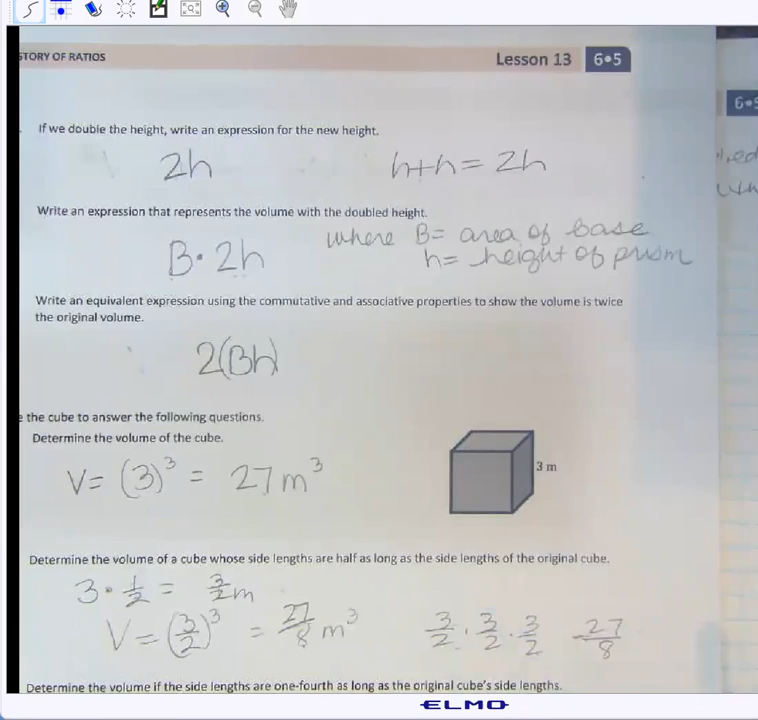 STORY OF RATIOS
Lesson 13 6•5
If we double the height, write an expression for the new height.
2h h+h = 2h
Write an expression that represents the volume with the doubled height.
B·2h where B= area of base
h= height of prism
Write an equivalent expression using the commutative and associative properties to show the volume is twice
the original volume.
2(Bh)
the cube to answer the following questions.
Determine the volume of the cube.
V= (3)³ = 27 m³
3 m
Determine the volume of a cube whose side lengths are half as long as the side lengths of the original cube.
3 · 1/2 = 3/2 m
V = (3/2)³ = 27/8 m³ 3/2 · 3/2 · 3/2 27/8
Determine the volume if the side lengths are one-fourth as long as the original cube's side lengths.
ELMO